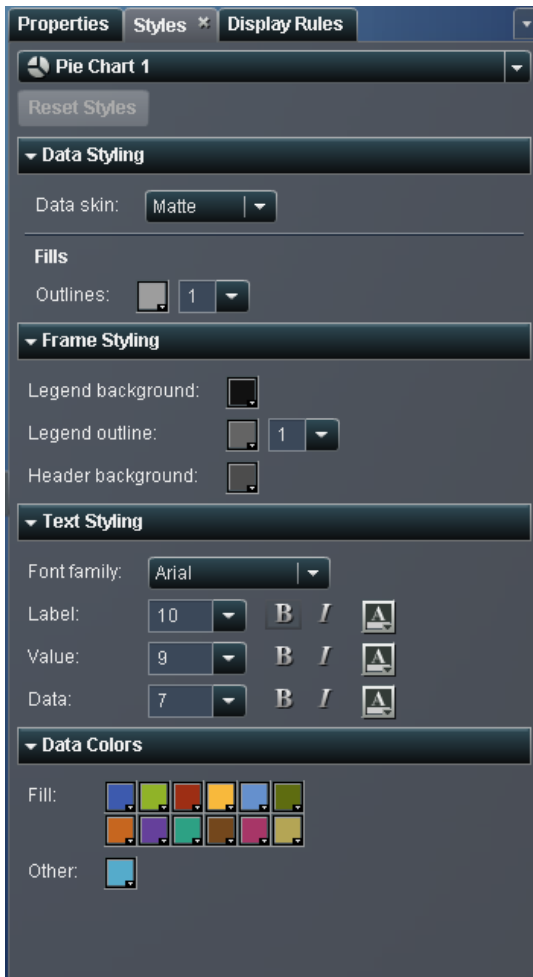 Properties Styles Display Rules
Pie Chart 1
Reset Styles
Data Styling
Data skin: Matte
Fills
Outlines: 1
Frame Styling
Legend background:
Legend outline: 1
Header background:
Text Styling
Font family: Arial
Label: 10 B I A
Value: 9 B I A
Data: 7 B I A
Data Colors
Fill:
Other: